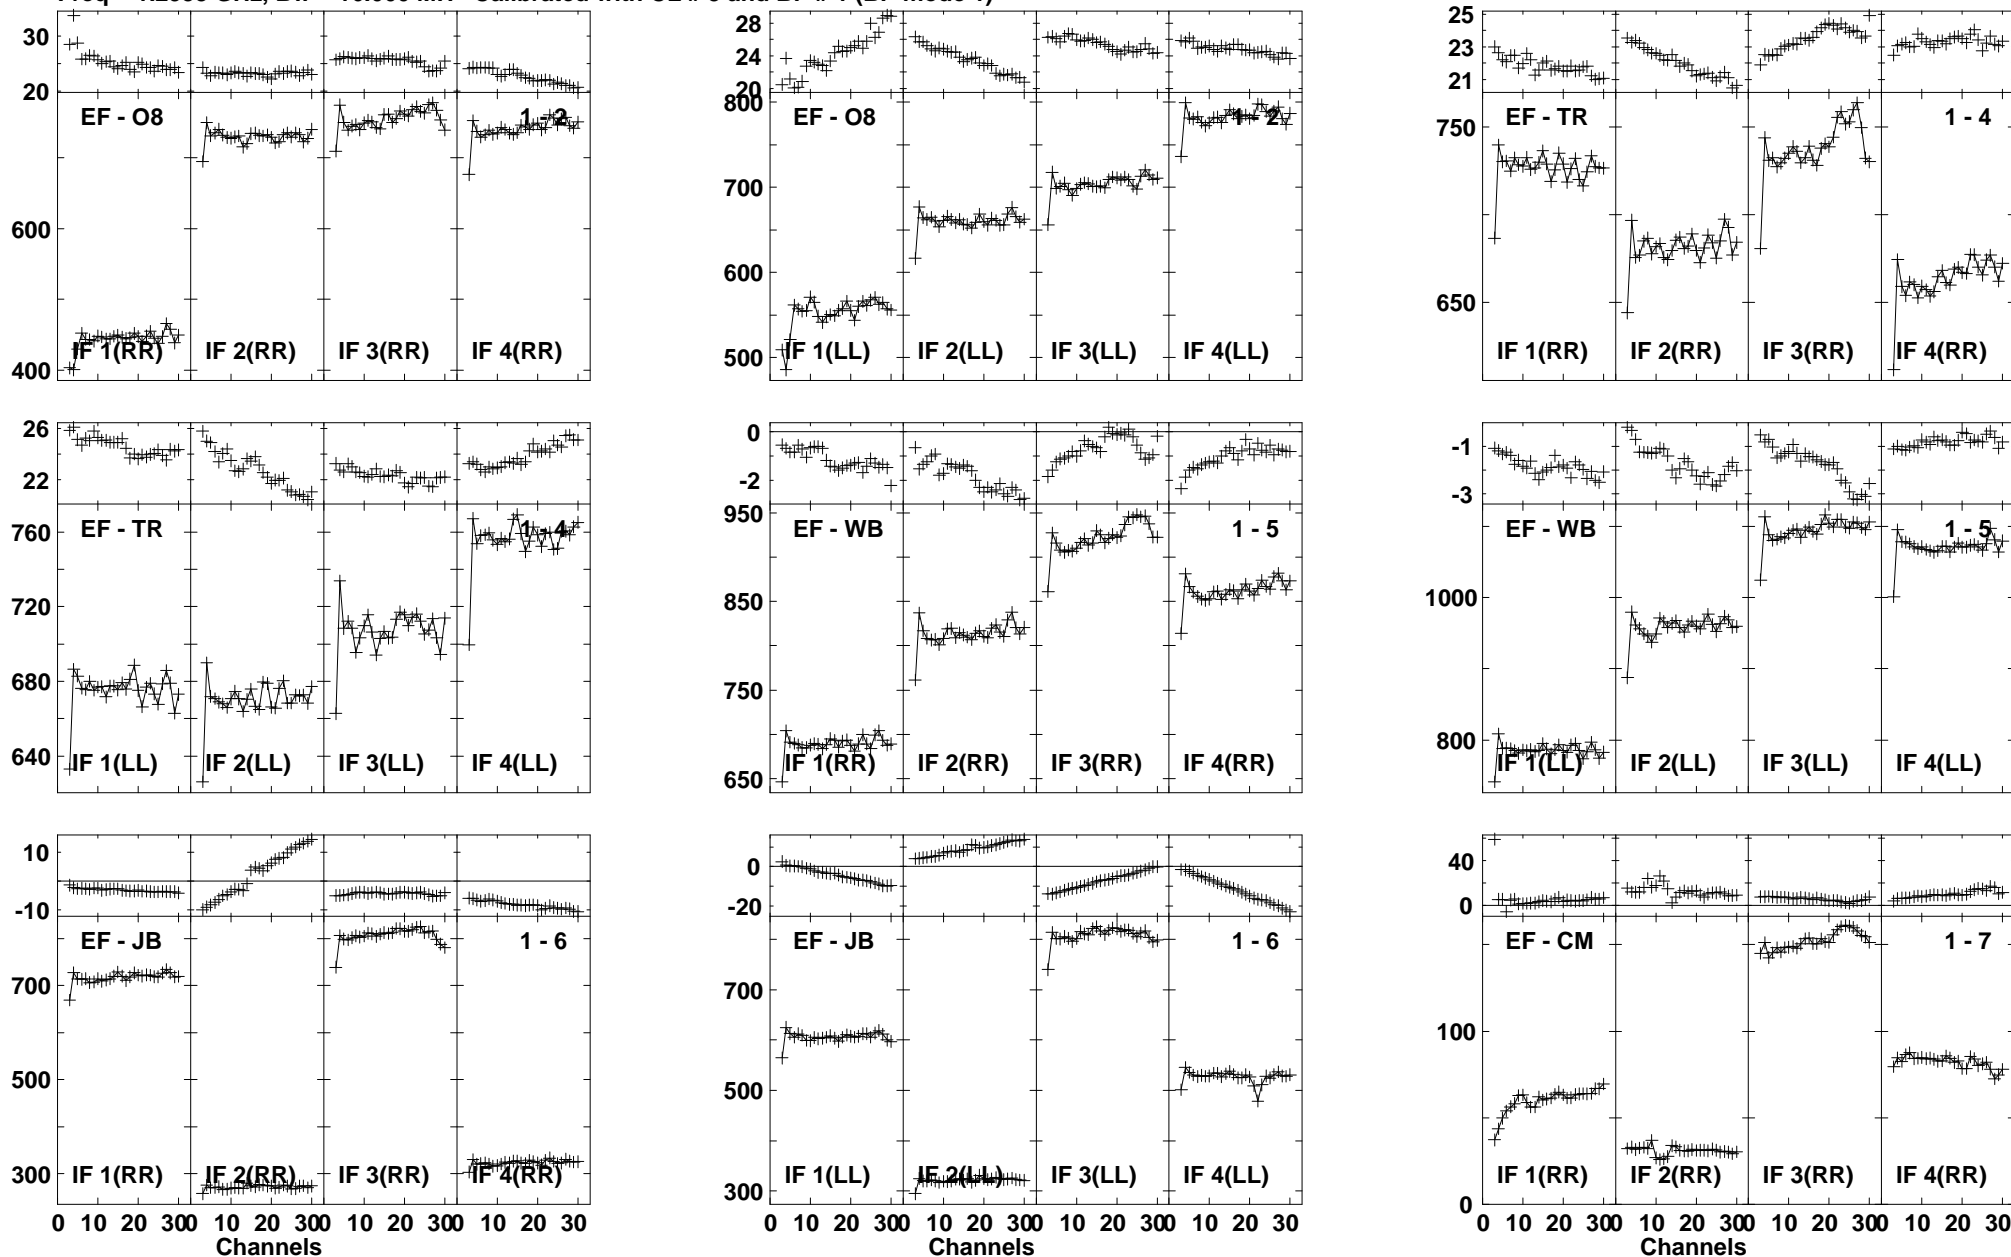 30
20
EF - O8
1 - 2
600
400
IF 1(RR) IF 2(RR) IF 3(RR) IF 4(RR)
28
24
20
800
EF - O8
1 - 2
700
600
500
IF 1(LL) IF 2(LL) IF 3(LL) IF 4(LL)
25
23
21
EF - TR
1 - 4
750
650
IF 1(RR) IF 2(RR) IF 3(RR) IF 4(RR)
26
22
EF - TR
1 - 4
760
720
680
640
IF 1(LL) IF 2(LL) IF 3(LL) IF 4(LL)
0
-2
950
EF - WB
1 - 5
850
750
650
IF 1(RR) IF 2(RR) IF 3(RR) IF 4(RR)
-1
-3
EF - WB
1 - 5
1000
800
IF 1(LL) IF 2(LL) IF 3(LL) IF 4(LL)
10
-10
EF - JB
1 - 6
700
500
300
IF 1(RR) IF 2(RR) IF 3(RR) IF 4(RR)
0 10 20 30 0 10 20 30 0 10 20 30 0 10 20 30
Channels
0
-20
EF - JB
1 - 6
700
500
300
IF 1(LL) IF 2(LL) IF 3(LL) IF 4(LL)
0 10 20 30 0 10 20 30 0 10 20 30 0 10 20 30
Channels
40
0
EF - CM
1 - 7
100
0
IF 1(RR) IF 2(RR) IF 3(RR) IF 4(RR)
0 10 20 30 0 10 20 30 0 10 20 30 0 10 20 30
Channels